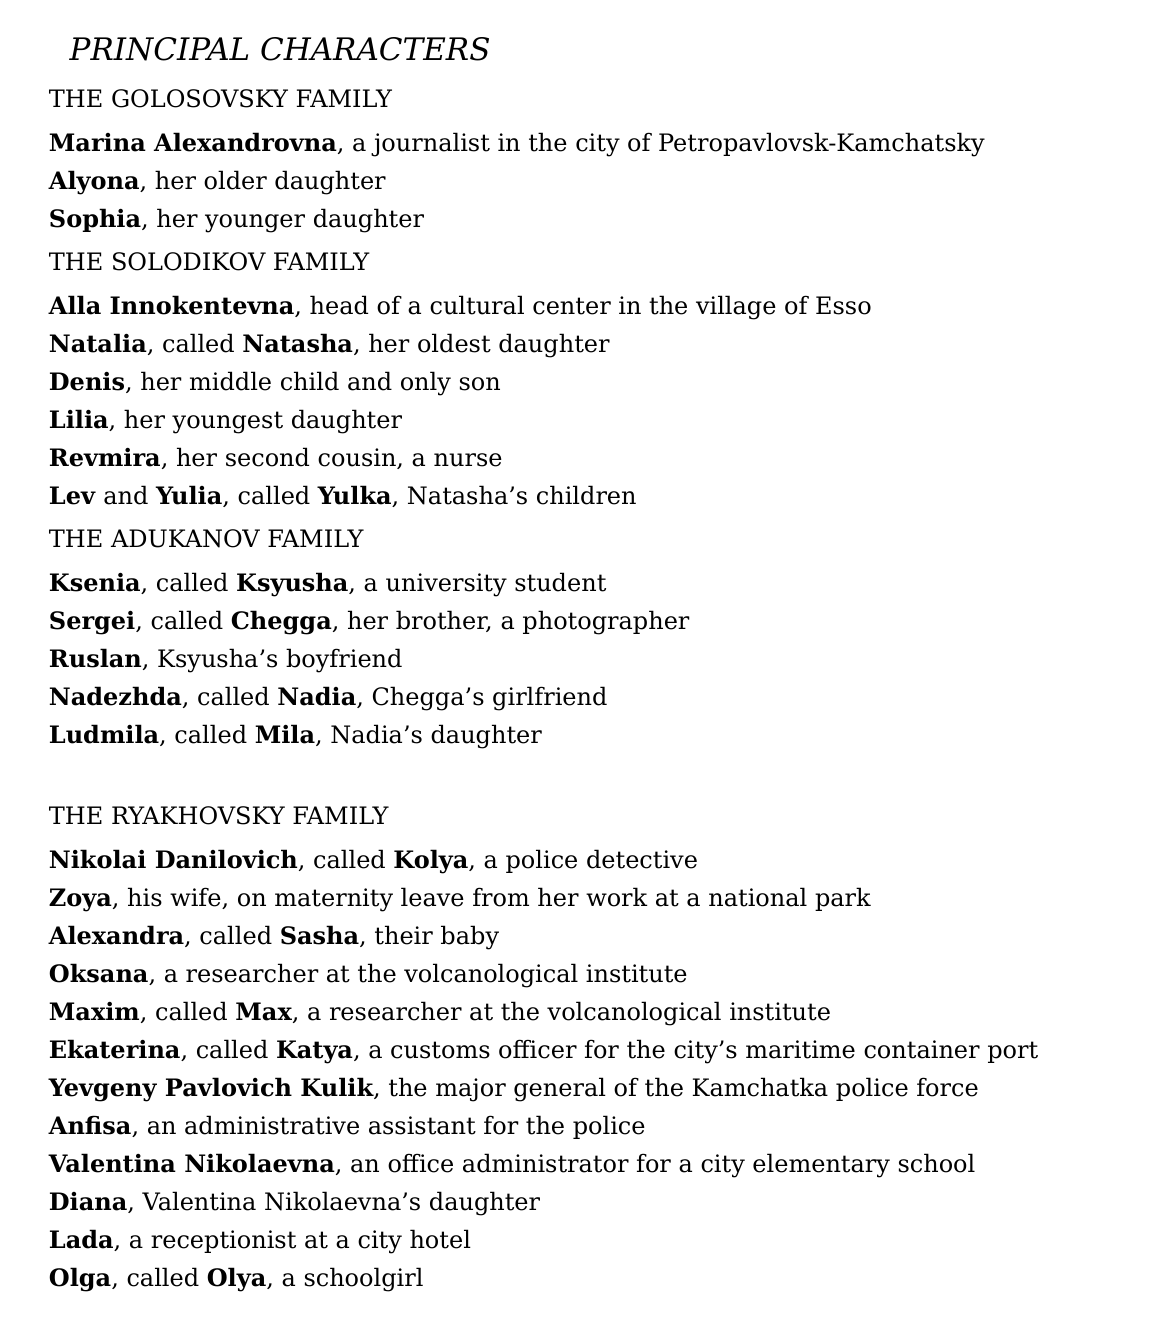 PRINCIPAL CHARACTERS
THE GOLOSOVSKY FAMILY
Marina Alexandrovna, a journalist in the city of Petropavlovsk-Kamchatsky
Alyona, her older daughter
Sophia, her younger daughter
THE SOLODIKOV FAMILY
Alla Innokentevna, head of a cultural center in the village of Esso
Natalia, called Natasha, her oldest daughter
Denis, her middle child and only son
Lilia, her youngest daughter
Revmira, her second cousin, a nurse
Lev and Yulia, called Yulka, Natasha’s children
THE ADUKANOV FAMILY
Ksenia, called Ksyusha, a university student
Sergei, called Chegga, her brother, a photographer
Ruslan, Ksyusha’s boyfriend
Nadezhda, called Nadia, Chegga’s girlfriend
Ludmila, called Mila, Nadia’s daughter
THE RYAKHOVSKY FAMILY
Nikolai Danilovich, called Kolya, a police detective
Zoya, his wife, on maternity leave from her work at a national park
Alexandra, called Sasha, their baby
Oksana, a researcher at the volcanological institute
Maxim, called Max, a researcher at the volcanological institute
Ekaterina, called Katya, a customs officer for the city’s maritime container port
Yevgeny Pavlovich Kulik, the major general of the Kamchatka police force
Anfisa, an administrative assistant for the police
Valentina Nikolaevna, an office administrator for a city elementary school
Diana, Valentina Nikolaevna’s daughter
Lada, a receptionist at a city hotel
Olga, called Olya, a schoolgirl